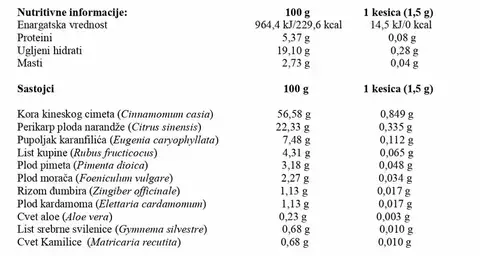 Nutritivne informacije: 100 g 1 kesica (1,5 g)
Enargatska vrednost 964,4 kJ/229,6 kcal 14,5 kJ/0 kcal
Proteini 5,37 g 0,08 g
Ugljeni hidrati 19,10 g 0,28 g
Masti 2,73 g 0,04 g
Sastojci 100 g 1 kesica (1,5 g)
Kora kineskog cimeta (Cinnamomum casia) 56,58 g 0,849 g
Perikarp ploda narandže (Citrus sinensis) 22,33 g 0,335 g
Pupoljak karanfilića (Eugenia caryophyllata) 7,48 g 0,112 g
List kupine (Rubus fructicocus) 4,31 g 0,065 g
Plod pimeta (Pimenta dioica) 3,18 g 0,048 g
Plod morača (Foeniculum vulgare) 2,27 g 0,034 g
Rizom đumbira (Zingiber officinale) 1,13 g 0,017 g
Plod kardamoma (Elettaria cardamomum) 1,13 g 0,017 g
Cvet aloe (Aloe vera) 0,23 g 0,003 g
List srebrne svilenice (Gymnema silvestre) 0,68 g 0,010 g
Cvet Kamilice (Matricaria recutita) 0,68 g 0,010 g